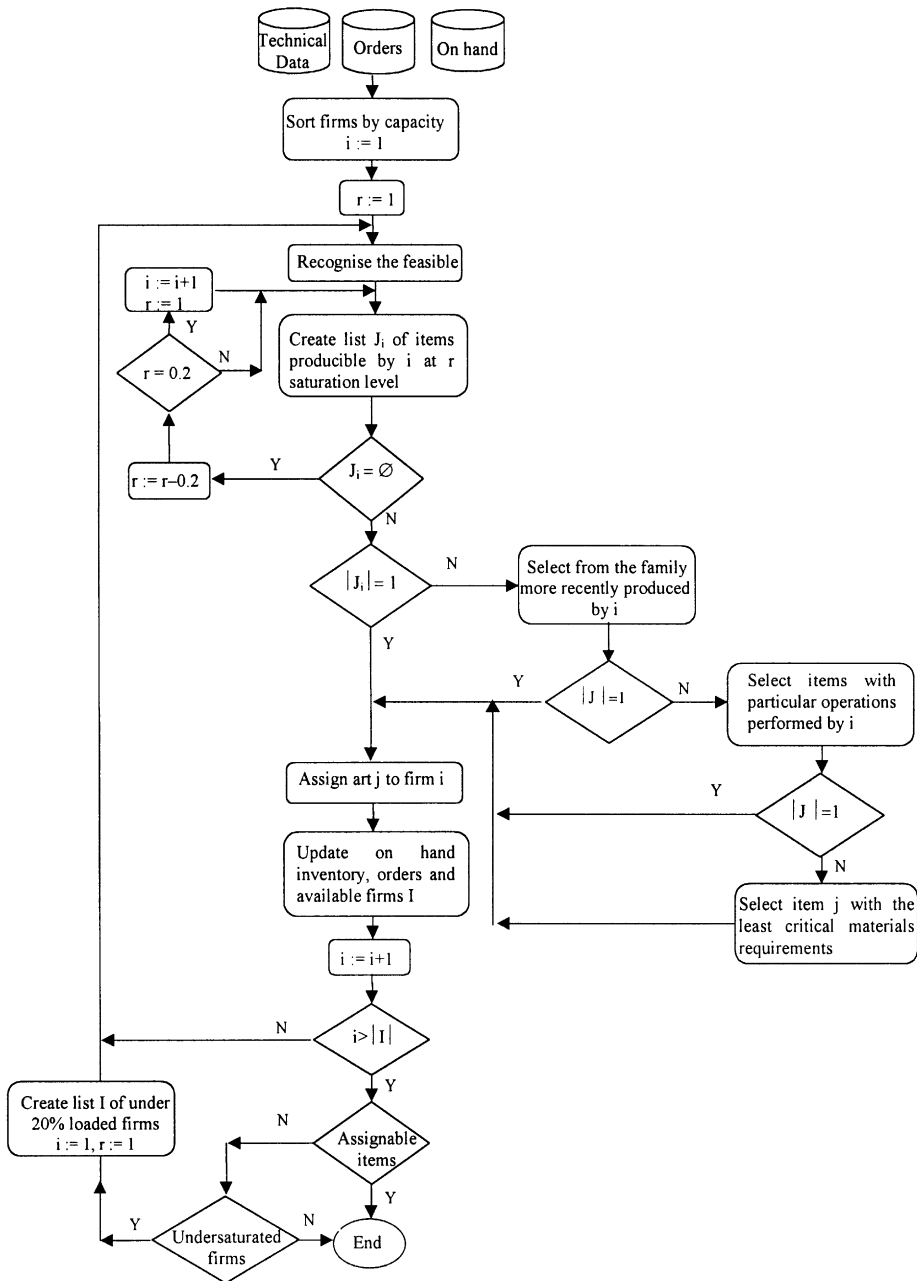 Technical
Data
Orders
On hand
Sort firms by capacity
i := 1
r := 1
Recognise the feasible
i := i+1
r := 1
Y
N
r = 0.2
Create list Jᵢ of items
producible by i at r
saturation level
Y
Jᵢ = ∅
r := r–0.2
N
N
Select from the family
more recently produced
by i
|Jᵢ| = 1
Y
Y
|J| =1
N
Select items with
particular operations
performed by i
Y
|J| =1
Assign art j to firm i
N
Update on hand
inventory, orders and
available firms I
Select item j with the
least critical materials
requirements
i := i+1
N
i> |I|
Y
Create list I of under
20% loaded firms
i := 1, r := 1
N
Assignable
items
Y
Y
N
Undersaturated
firms
End